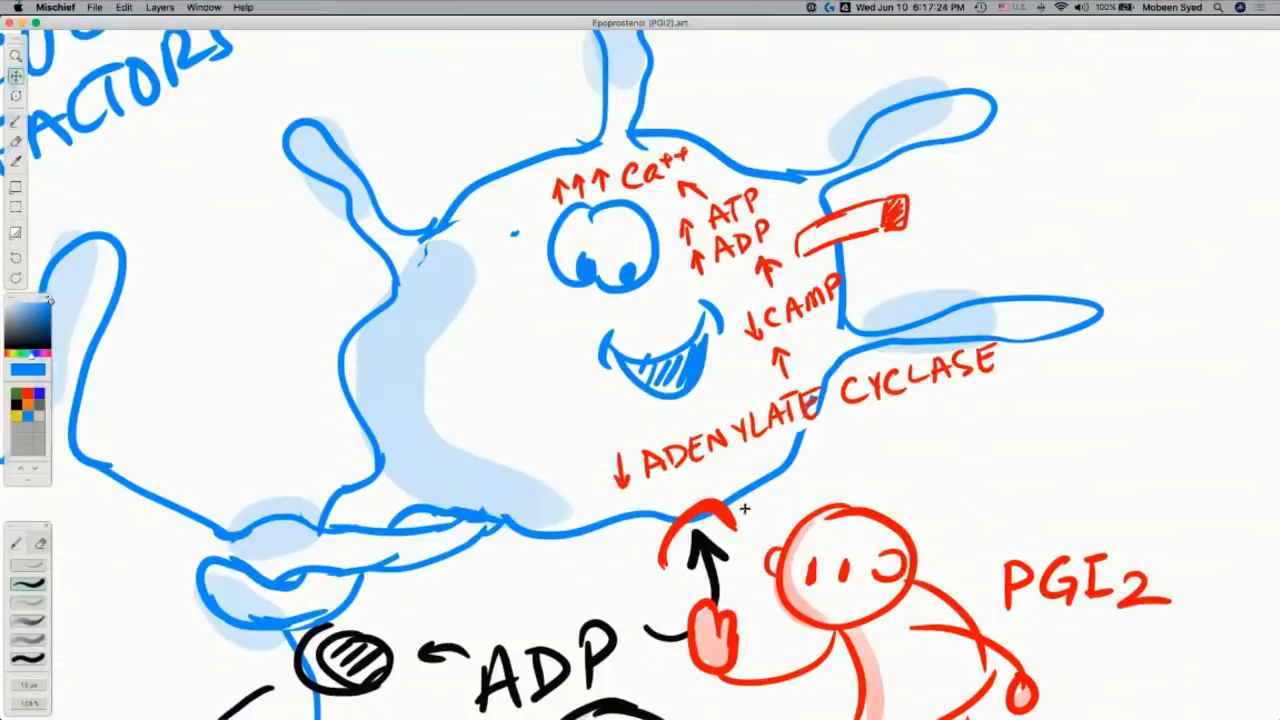 Mischief File Edit Layers Window Help
U.S. 100% Wed Jun 10 6:17:24 PM Mobeen Syed
Epoprostenol [PGI2].art
ACTORS
↑↑↑ Ca++
↑ ATP
↑ ADP
↓ CAMP
↓ ADENYLATE CYCLASE
PGI2
ADP
100%